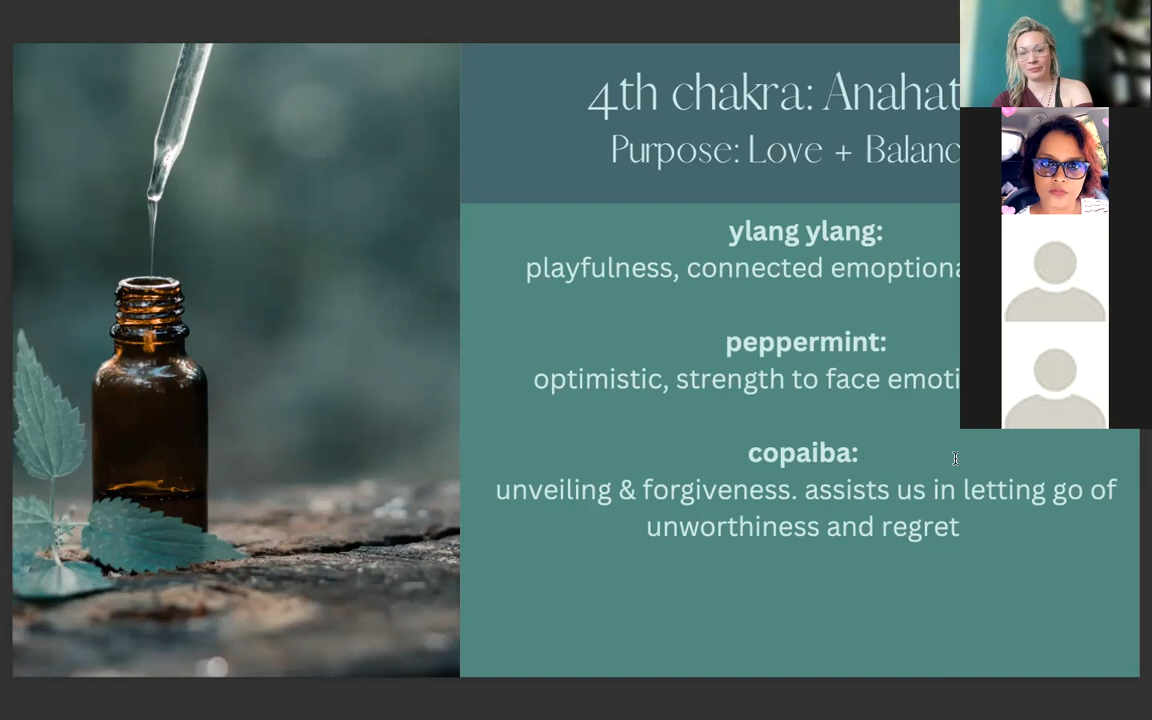 4th chakra: Anahat
Purpose: Love + Balanc
ylang ylang:
playfulness, connected emoptiona
peppermint:
optimistic, strength to face emoti
copaiba:
unveiling & forgiveness. assists us in letting go of
unworthiness and regret